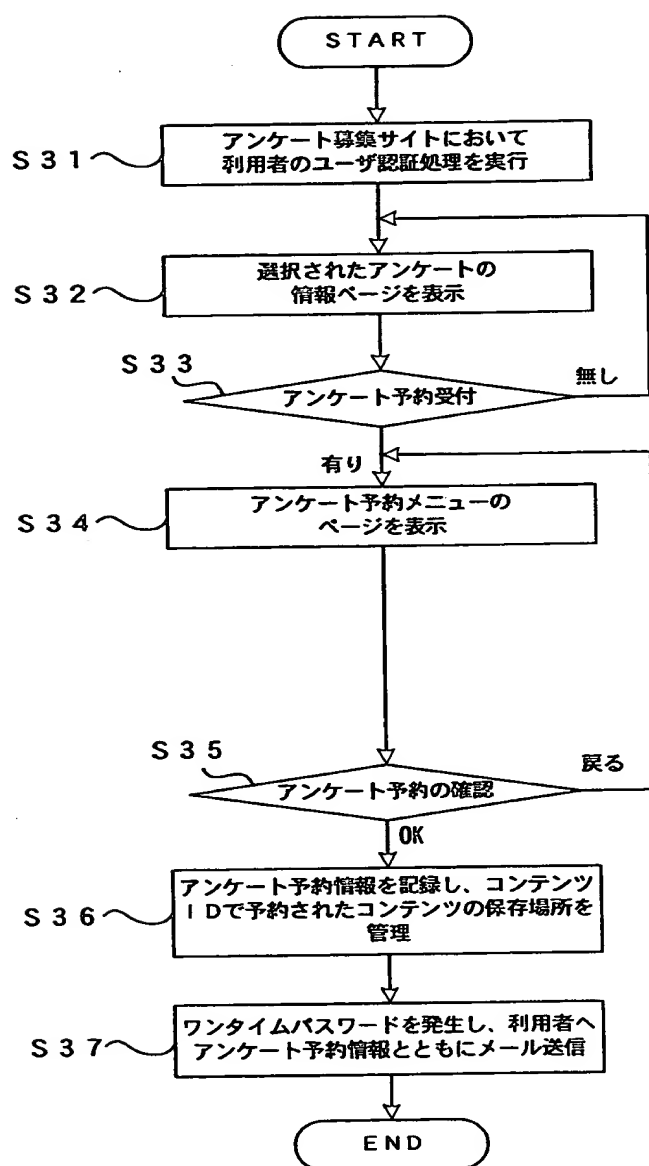 START
S31
アンケート募集サイトにおいて
利用者のユーザ認証処理を実行
S32
選択されたアンケートの
情報ページを表示
S33
アンケート予約受付
無し
有り
S34
アンケート予約メニューの
ページを表示
S35
アンケート予約の確認
戻る
OK
S36
アンケート予約情報を記録し、コンテンツ
IDで予約されたコンテンツの保存場所を
管理
S37
ワンタイムパスワードを発生し、利用者へ
アンケート予約情報とともにメール送信
END